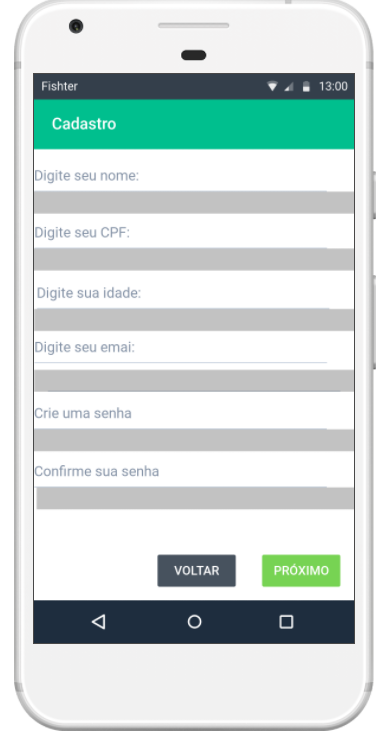 Fishter 13:00
Cadastro
Digite seu nome:
Digite seu CPF:
Digite sua idade:
Digite seu emai:
Crie uma senha
Confirme sua senha
VOLTAR PRÓXIMO